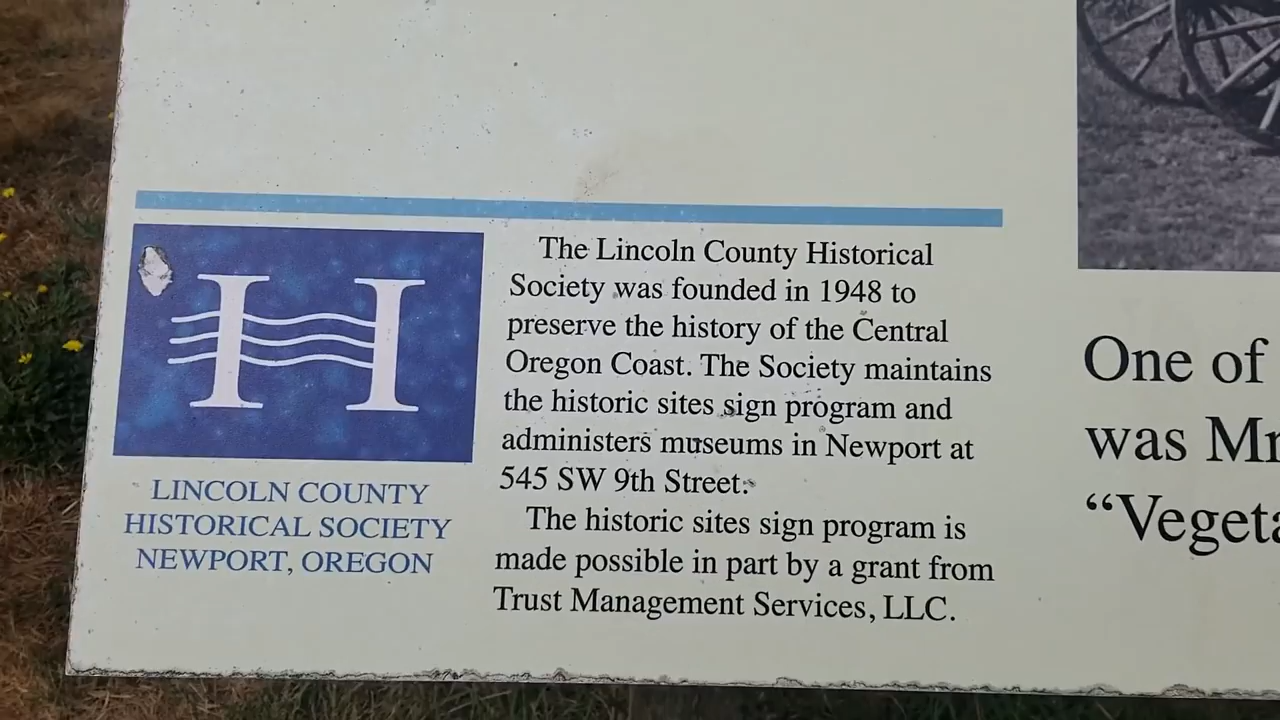 H
LINCOLN COUNTY
HISTORICAL SOCIETY
NEWPORT, OREGON
The Lincoln County Historical
Society was founded in 1948 to
preserve the history of the Central
Oregon Coast. The Society maintains
the historic sites sign program and
administers museums in Newport at
545 SW 9th Street.
The historic sites sign program is
made possible in part by a grant from
Trust Management Services, LLC.
One of
was